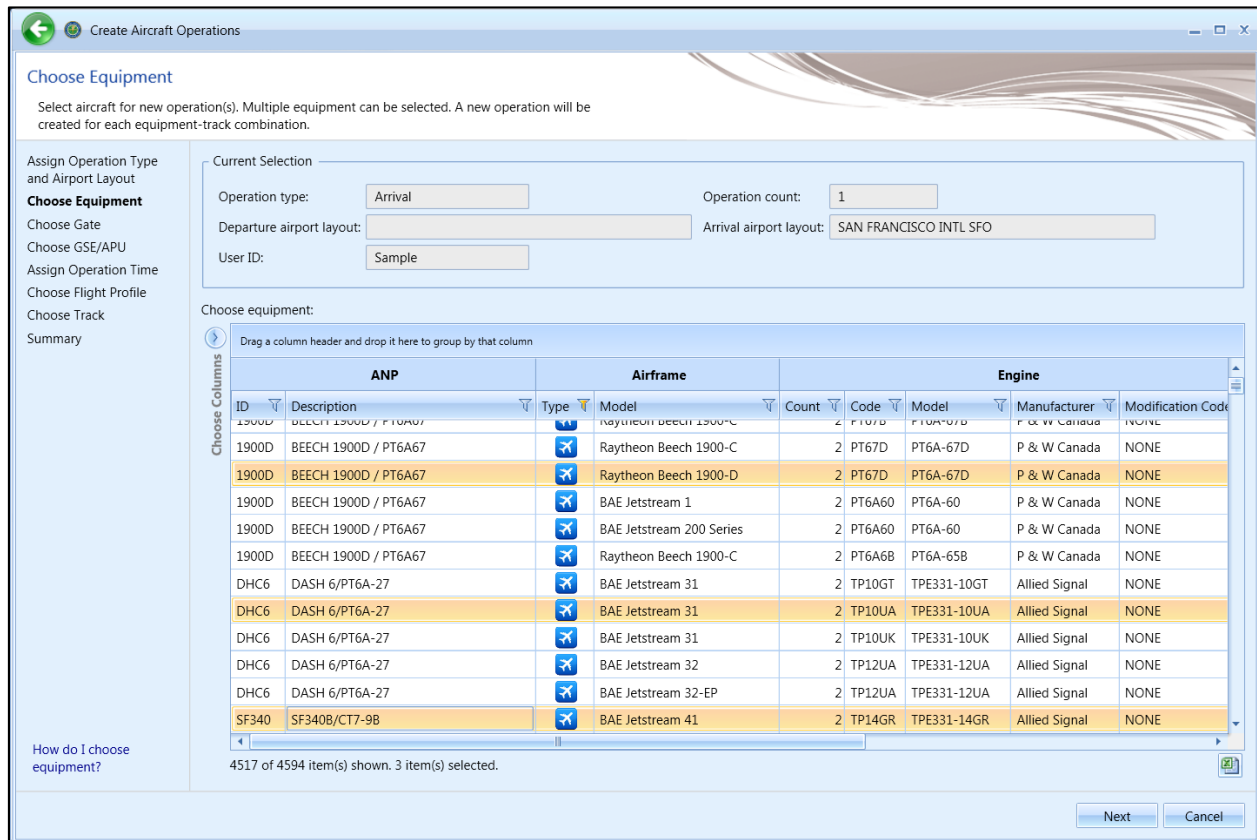 Create Aircraft Operations
Choose Equipment
Select aircraft for new operation(s). Multiple equipment can be selected. A new operation will be
created for each equipment-track combination.
Assign Operation Type
and Airport Layout
Choose Equipment
Choose Gate
Choose GSE/APU
Assign Operation Time
Choose Flight Profile
Choose Track
Summary
How do I choose
equipment?
Current Selection
Operation type: Arrival Operation count: 1
Departure airport layout: Arrival airport layout: SAN FRANCISCO INTL SFO
User ID: Sample
Choose equipment:
Choose Columns
Drag a column header and drop it here to group by that column
ANP Airframe Engine
ID Description Type Model Count Code Model Manufacturer Modification Code
1900D BEECH 1900D / PT6A67 Raytheon Beech 1900-C 2 PT67B PT6A-67B P & W Canada NONE
1900D BEECH 1900D / PT6A67 Raytheon Beech 1900-C 2 PT67D PT6A-67D P & W Canada NONE
1900D BEECH 1900D / PT6A67 Raytheon Beech 1900-D 2 PT67D PT6A-67D P & W Canada NONE
1900D BEECH 1900D / PT6A67 BAE Jetstream 1 2 PT6A60 PT6A-60 P & W Canada NONE
1900D BEECH 1900D / PT6A67 BAE Jetstream 200 Series 2 PT6A60 PT6A-60 P & W Canada NONE
1900D BEECH 1900D / PT6A67 Raytheon Beech 1900-C 2 PT6A6B PT6A-65B P & W Canada NONE
DHC6 DASH 6/PT6A-27 BAE Jetstream 31 2 TP10GT TPE331-10GT Allied Signal NONE
DHC6 DASH 6/PT6A-27 BAE Jetstream 31 2 TP10UA TPE331-10UA Allied Signal NONE
DHC6 DASH 6/PT6A-27 BAE Jetstream 31 2 TP10UK TPE331-10UK Allied Signal NONE
DHC6 DASH 6/PT6A-27 BAE Jetstream 32 2 TP12UA TPE331-12UA Allied Signal NONE
DHC6 DASH 6/PT6A-27 BAE Jetstream 32-EP 2 TP12UA TPE331-12UA Allied Signal NONE
SF340 SF340B/CT7-9B BAE Jetstream 41 2 TP14GR TPE331-14GR Allied Signal NONE
4517 of 4594 item(s) shown. 3 item(s) selected.
Next Cancel